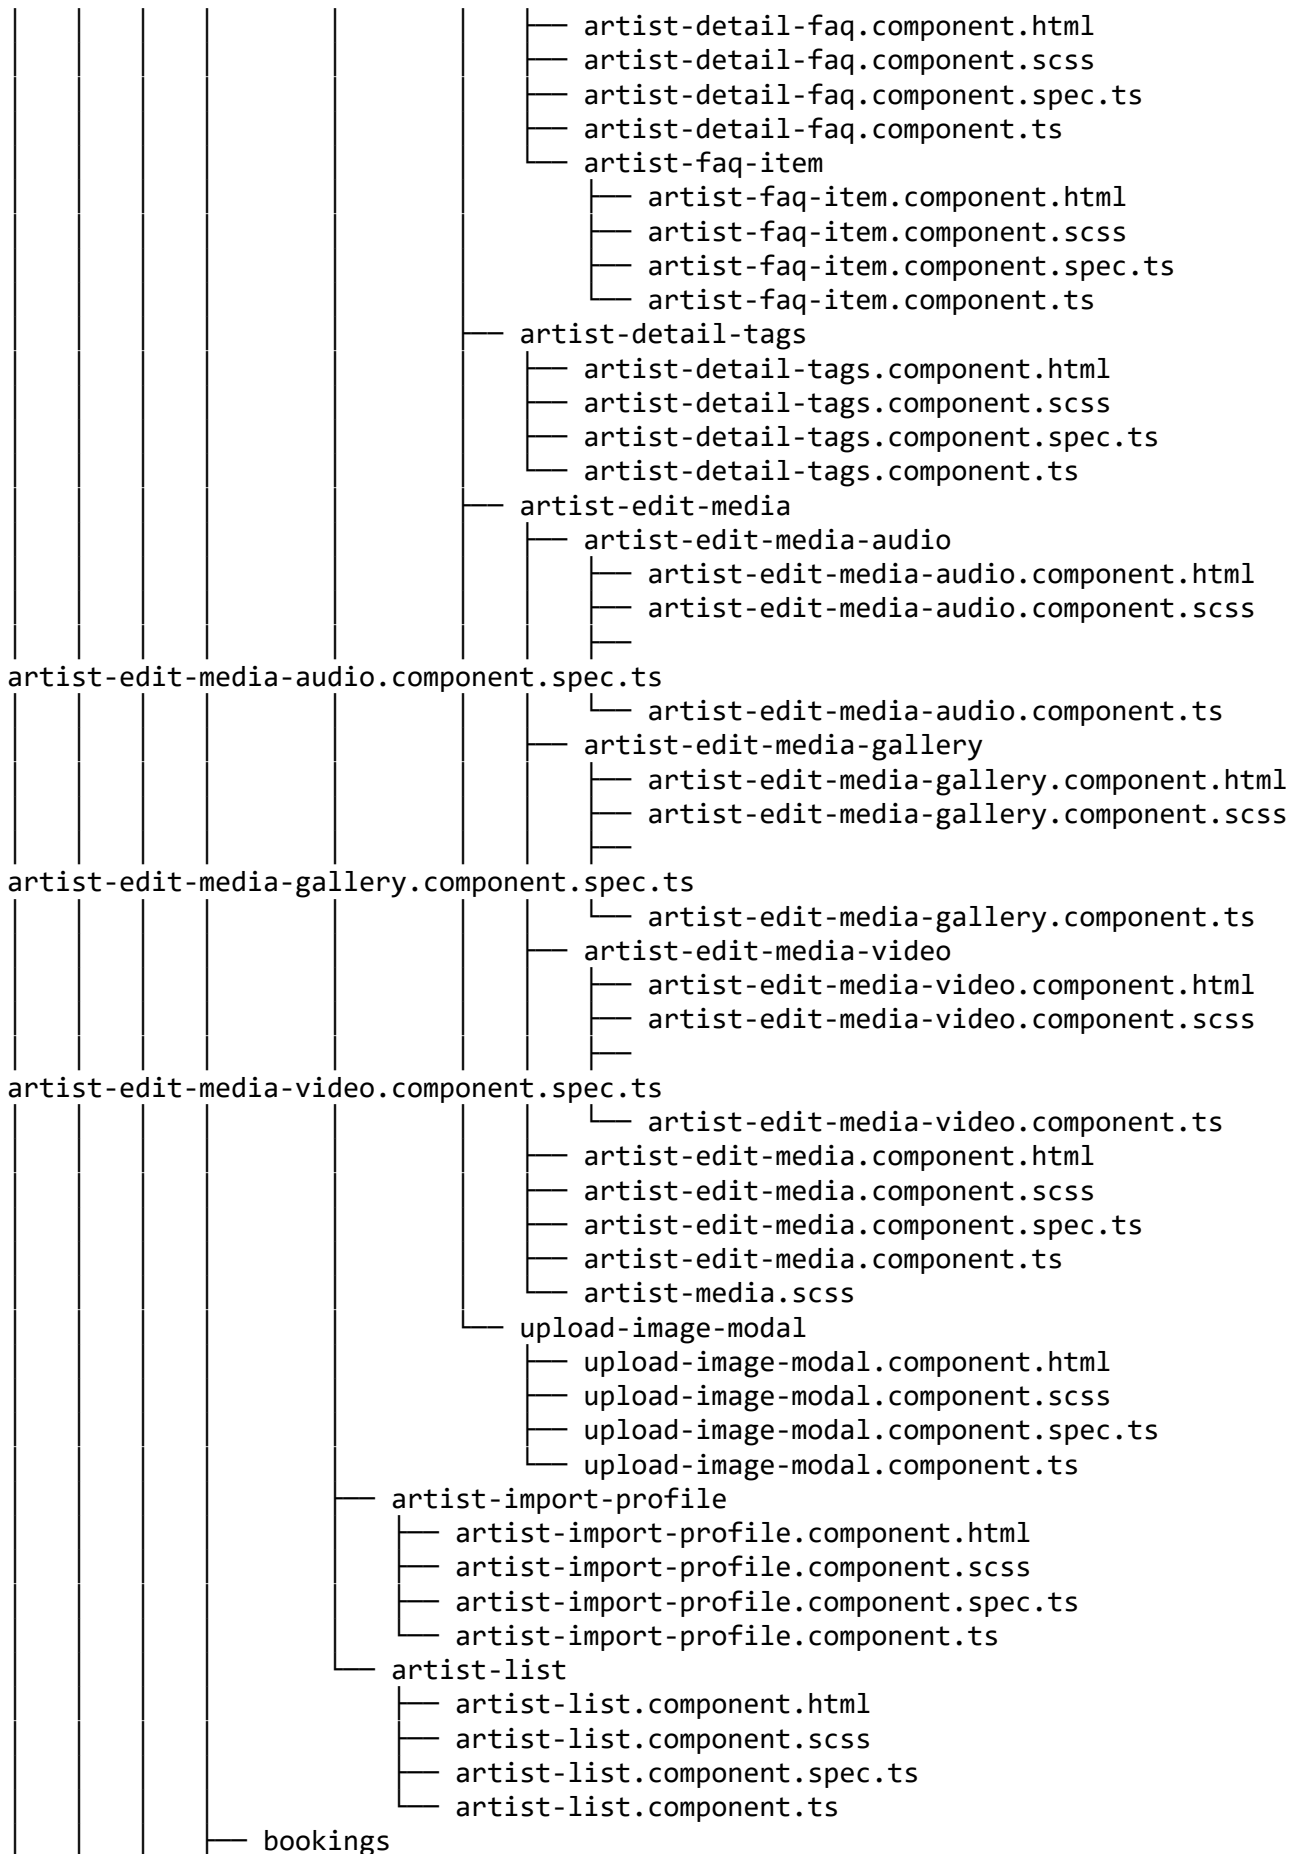 │   │   │   │       │       │   ├── artist-detail-faq.component.html
│   │   │   │       │       │   ├── artist-detail-faq.component.scss
│   │   │   │       │       │   ├── artist-detail-faq.component.spec.ts
│   │   │   │       │       │   ├── artist-detail-faq.component.ts
│   │   │   │       │       │   └── artist-faq-item
│   │   │   │       │       │       ├── artist-faq-item.component.html
│   │   │   │       │       │       ├── artist-faq-item.component.scss
│   │   │   │       │       │       ├── artist-faq-item.component.spec.ts
│   │   │   │       │       │       └── artist-faq-item.component.ts
│   │   │   │       │       ├── artist-detail-tags
│   │   │   │       │       │   ├── artist-detail-tags.component.html
│   │   │   │       │       │   ├── artist-detail-tags.component.scss
│   │   │   │       │       │   ├── artist-detail-tags.component.spec.ts
│   │   │   │       │       │   └── artist-detail-tags.component.ts
│   │   │   │       │       ├── artist-edit-media
│   │   │   │       │       │   ├── artist-edit-media-audio
│   │   │   │       │       │   │   ├── artist-edit-media-audio.component.html
│   │   │   │       │       │   │   ├── artist-edit-media-audio.component.scss
│   │   │   │       │       │   │   ├──
artist-edit-media-audio.component.spec.ts
│   │   │   │       │       │   │   └── artist-edit-media-audio.component.ts
│   │   │   │       │       │   ├── artist-edit-media-gallery
│   │   │   │       │       │   │   ├── artist-edit-media-gallery.component.html
│   │   │   │       │       │   │   ├── artist-edit-media-gallery.component.scss
│   │   │   │       │       │   │   ├──
artist-edit-media-gallery.component.spec.ts
│   │   │   │       │       │   │   └── artist-edit-media-gallery.component.ts
│   │   │   │       │       │   ├── artist-edit-media-video
│   │   │   │       │       │   │   ├── artist-edit-media-video.component.html
│   │   │   │       │       │   │   ├── artist-edit-media-video.component.scss
│   │   │   │       │       │   │   ├──
artist-edit-media-video.component.spec.ts
│   │   │   │       │       │   │   └── artist-edit-media-video.component.ts
│   │   │   │       │       │   ├── artist-edit-media.component.html
│   │   │   │       │       │   ├── artist-edit-media.component.scss
│   │   │   │       │       │   ├── artist-edit-media.component.spec.ts
│   │   │   │       │       │   ├── artist-edit-media.component.ts
│   │   │   │       │       │   └── artist-media.scss
│   │   │   │       │       └── upload-image-modal
│   │   │   │       │           ├── upload-image-modal.component.html
│   │   │   │       │           ├── upload-image-modal.component.scss
│   │   │   │       │           ├── upload-image-modal.component.spec.ts
│   │   │   │       │           └── upload-image-modal.component.ts
│   │   │   │       ├── artist-import-profile
│   │   │   │       │   ├── artist-import-profile.component.html
│   │   │   │       │   ├── artist-import-profile.component.scss
│   │   │   │       │   ├── artist-import-profile.component.spec.ts
│   │   │   │       │   └── artist-import-profile.component.ts
│   │   │   │       └── artist-list
│   │   │   │           ├── artist-list.component.html
│   │   │   │           ├── artist-list.component.scss
│   │   │   │           ├── artist-list.component.spec.ts
│   │   │   │           └── artist-list.component.ts
│   │   │   ├── bookings